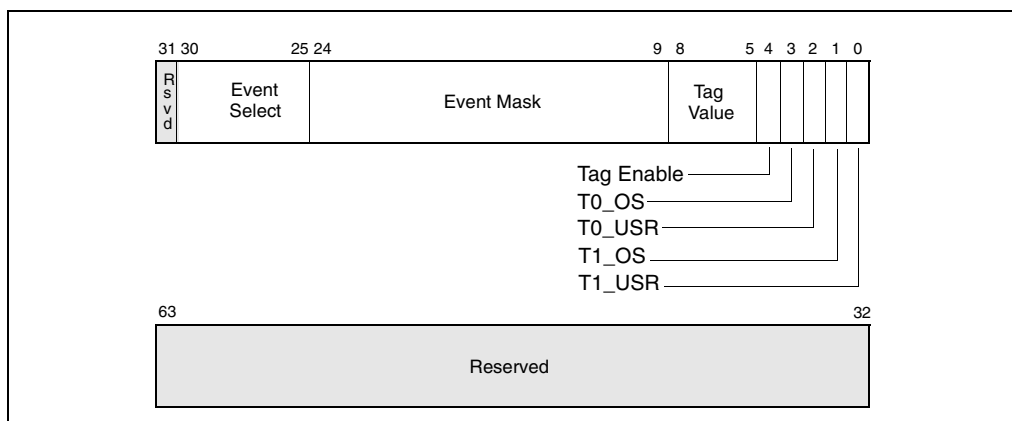 31 30 25 24 9 8 5 4 3 2 1 0
Rsvd
Event
Select
Event Mask
Tag
Value
Tag Enable
T0_OS
T0_USR
T1_OS
T1_USR
63 32
Reserved